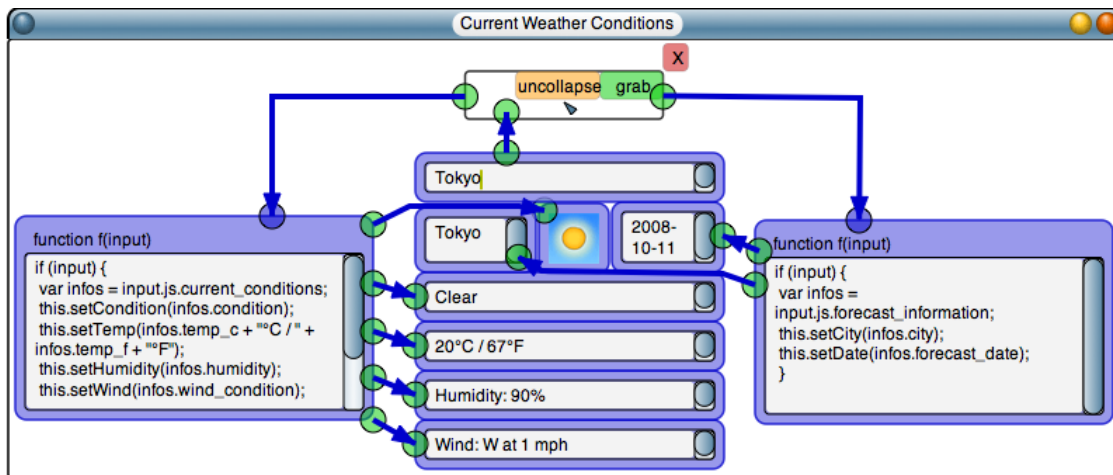 Current Weather Conditions
X
uncollapse grab
Tokyo
Tokyo
2008-
10-11
Clear
20°C / 67°F
Humidity: 90%
Wind: W at 1 mph
function f(input)
if (input) {
var infos = input.js.current_conditions;
this.setCondition(infos.condition);
this.setTemp(infos.temp_c + "°C / " +
infos.temp_f + "°F");
this.setHumidity(infos.humidity);
this.setWind(infos.wind_condition);
function f(input)
if (input) {
var infos =
input.js.forecast_information;
this.setCity(infos.city);
this.setDate(infos.forecast_date);
}